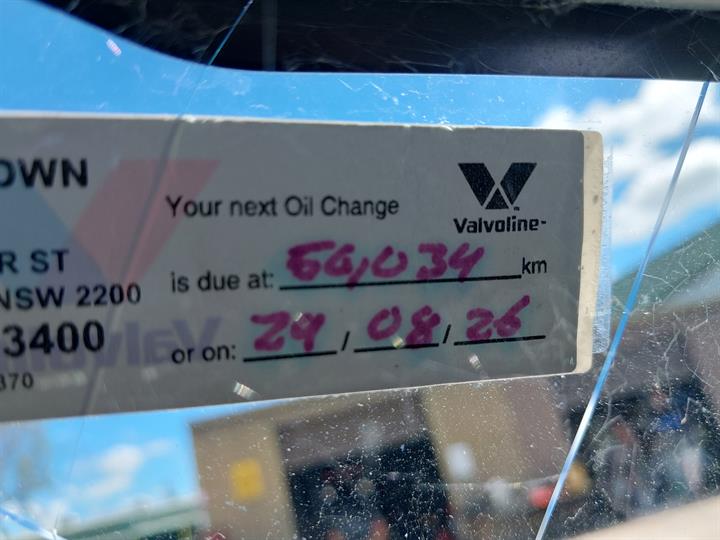 OWN
R ST
NSW 2200
3400
370
Your next Oil Change
Valvoline
is due at: 56,034 km
or on: 29/08/26